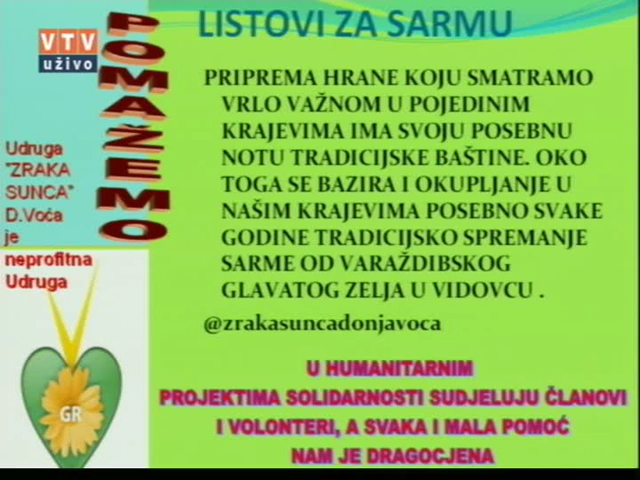 VTV
uživo
POMAŽEMO
Udruga
"ZRAKA
SUNCA"
D.Voća
je
neprofitna
Udruga
GR
LISTOVI ZA SARMU
PRIPREMA HRANE KOJU SMATRAMO
VRLO VAŽNOM U POJEDINIM
KRAJEVIMA IMA SVOJU POSEBNU
NOTU TRADICIJSKE BAŠTINE. OKO
TOGA SE BAZIRA I OKUPLJANJE U
NAŠIM KRAJEVIMA POSEBNO SVAKE
GODINE TRADICIJSKO SPREMANJE
SARME OD VARAŽDIBSKOG
GLAVATOG ZELJA U VIDOVCU .
@zrakasuncadonjavoca
U HUMANITARNIM
PROJEKTIMA SOLIDARNOSTI SUDJELUJU ČLANOVI
I VOLONTERI, A SVAKA I MALA POMOĆ
NAM JE DRAGOCJENA